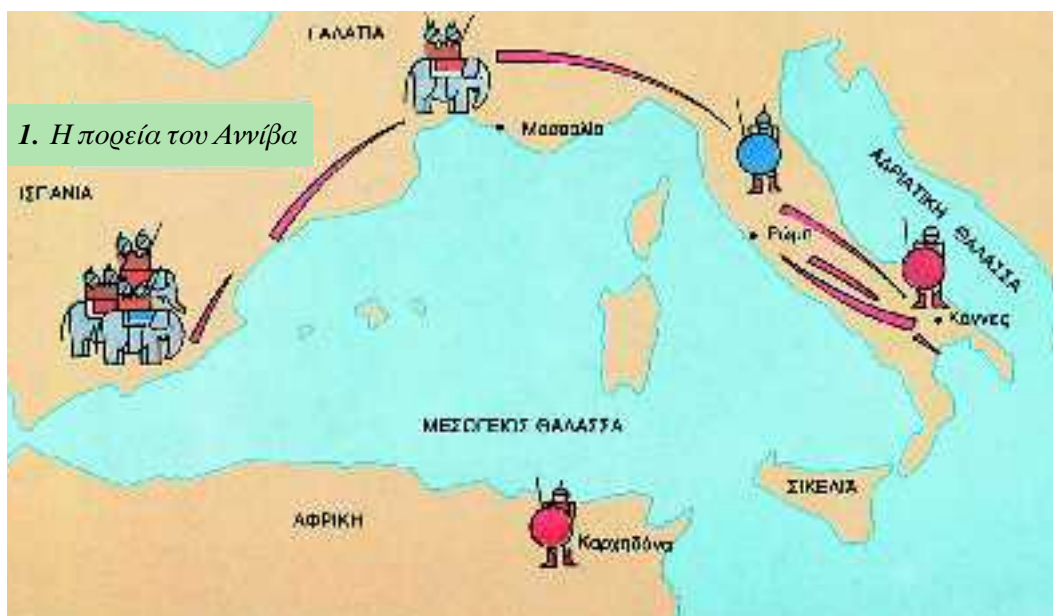 ΓΑΛΑΤΙΑ
1. Η πορεία του Αννίβα
Μασσαλία
ΙΣΠΑΝΙΑ
ΑΔΡΙΑΤΙΚΗ ΘΑΛΑΣΣΑ
Ρώμη
Κάννες
ΜΕΣΟΓΕΙΟΣ ΘΑΛΑΣΣΑ
ΣΙΚΕΛΙΑ
ΑΦΡΙΚΗ
Καρχηδόνα